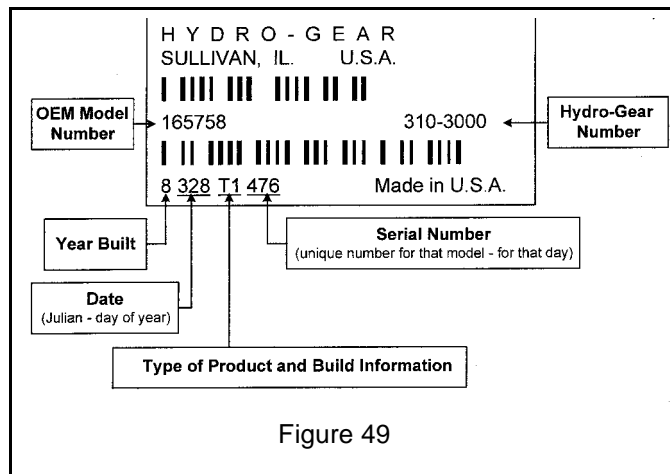 HYDRO-GEAR
SULLIVAN, IL. U.S.A.
OEM Model
Number
165758 310-3000
Hydro-Gear
Number
8 328 T1 476 Made in U.S.A.
Year Built
Serial Number
(unique number for that model - for that day)
Date
(Julian - day of year)
Type of Product and Build Information
Figure 49